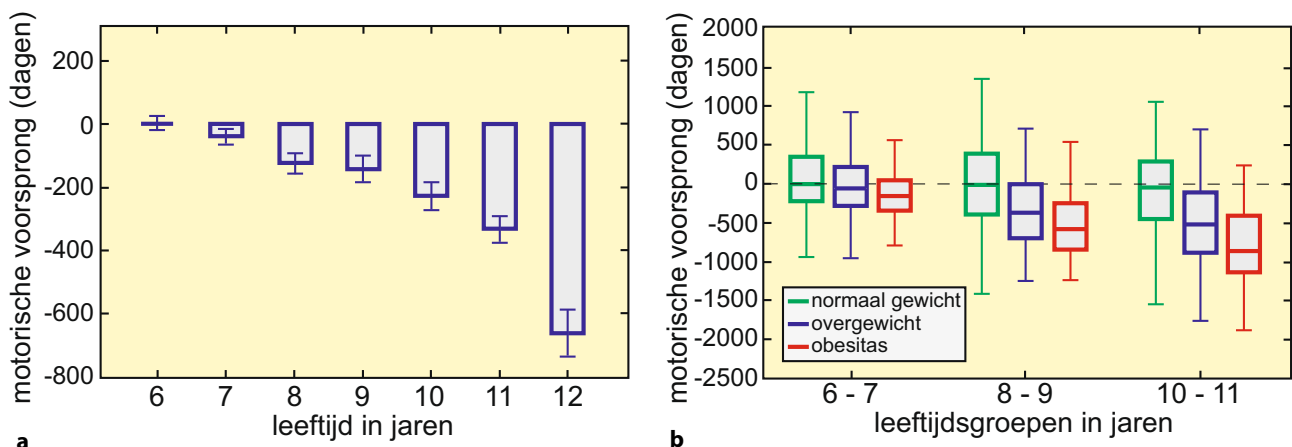 motorische voorsprong (dagen)
200
0
-200
-400
-600
-800
6 7 8 9 10 11 12
leeftijd in jaren
a
motorische voorsprong (dagen)
2000
1500
1000
500
0
-500
-1000
-1500
-2000
-2500
normaal gewicht
overgewicht
obesitas
6 - 7 8 - 9 10 - 11
leeftijdsgroepen in jaren
b